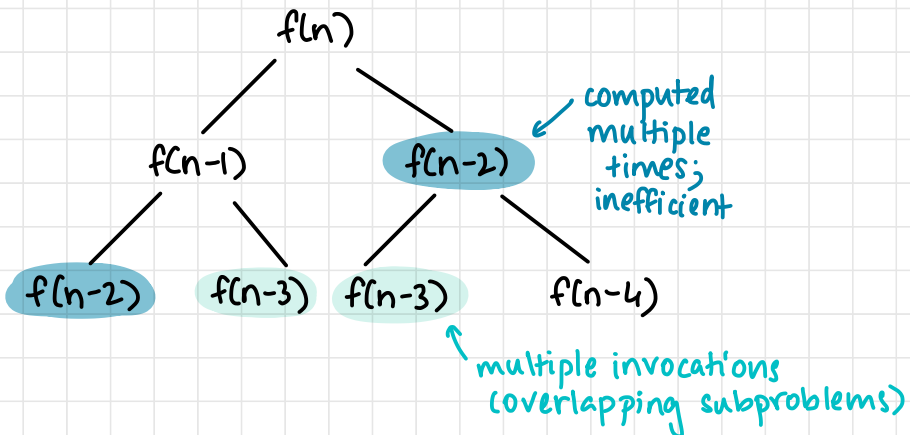 f(n)
f(n-1)
f(n-2)
computed
multiple
times;
inefficient
f(n-2)
f(n-3)
f(n-3)
f(n-4)
multiple invocations
(overlapping subproblems)